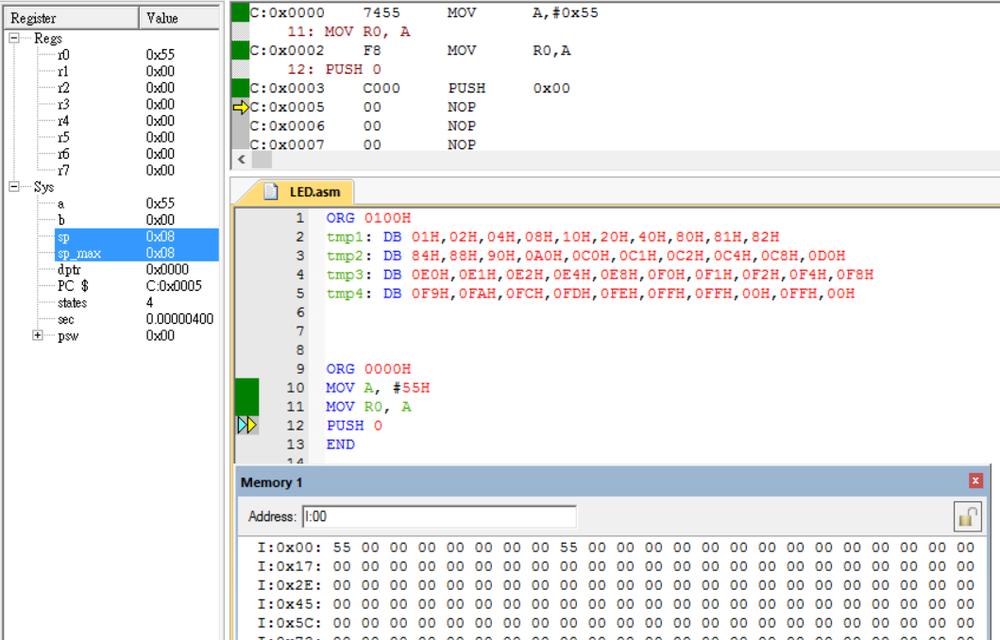 Register Value
Regs
r0 0x55
r1 0x00
r2 0x00
r3 0x00
r4 0x00
r5 0x00
r6 0x00
r7 0x00
Sys
a 0x55
b 0x00
sp 0x08
sp_max 0x08
dptr 0x0000
PC $ C:0x0005
states 4
sec 0.00000400
psw 0x00
C:0x0000 7455 MOV A,#0x55
11: MOV R0, A
C:0x0002 F8 MOV R0,A
12: PUSH 0
C:0x0003 C000 PUSH 0x00
C:0x0005 00 NOP
C:0x0006 00 NOP
C:0x0007 00 NOP
LED.asm
1 ORG 0100H
2 tmp1: DB 01H,02H,04H,08H,10H,20H,40H,80H,81H,82H
3 tmp2: DB 84H,88H,90H,0A0H,0C0H,0C1H,0C2H,0C4H,0C8H,0D0H
4 tmp3: DB 0E0H,0E1H,0E2H,0E4H,0E8H,0F0H,0F1H,0F2H,0F4H,0F8H
5 tmp4: DB 0F9H,0FAH,0FCH,0FDH,0FEH,0FFH,0FFH,00H,0FFH,00H
6
7
8
9 ORG 0000H
10 MOV A, #55H
11 MOV R0, A
12 PUSH 0
13 END
14
Memory 1
Address: I:00
I:0x00: 55 00 00 00 00 00 00 00 55 00 00 00 00 00 00 00 00 00 00 00 00 00 00
I:0x17: 00 00 00 00 00 00 00 00 00 00 00 00 00 00 00 00 00 00 00 00 00 00 00
I:0x2E: 00 00 00 00 00 00 00 00 00 00 00 00 00 00 00 00 00 00 00 00 00 00 00
I:0x45: 00 00 00 00 00 00 00 00 00 00 00 00 00 00 00 00 00 00 00 00 00 00 00
I:0x5C: 00 00 00 00 00 00 00 00 00 00 00 00 00 00 00 00 00 00 00 00 00 00 00